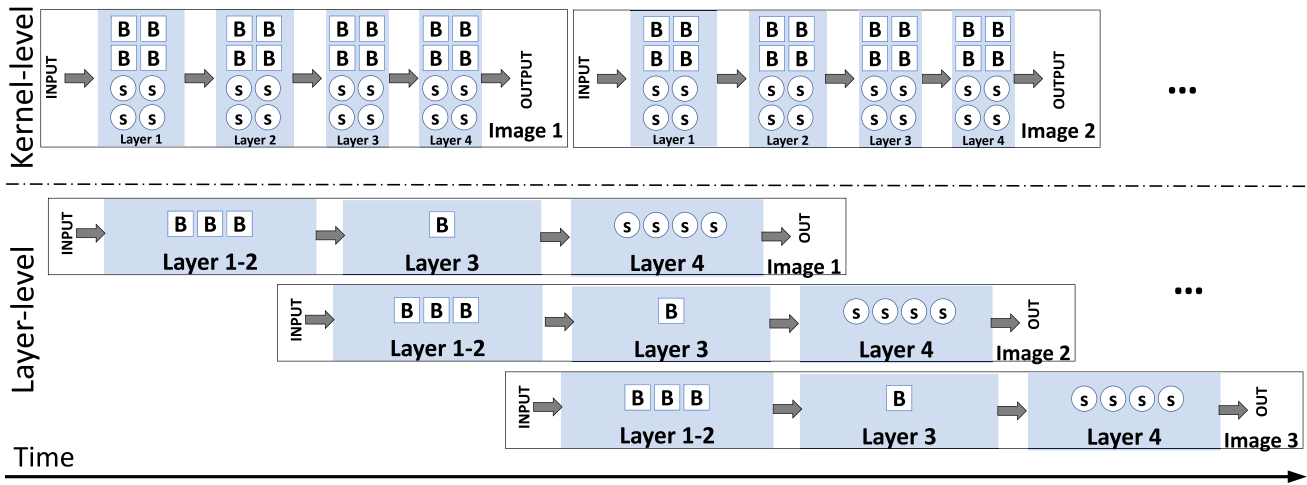 Kernel-level
INPUT
B B
B B
s s
s s
Layer 1
B B
B B
s s
s s
Layer 2
B B
B B
s s
s s
Layer 3
B B
B B
s s
s s
Layer 4
OUTPUT
Image 1
INPUT
B B
B B
s s
s s
Layer 1
B B
B B
s s
s s
Layer 2
B B
B B
s s
s s
Layer 3
B B
B B
s s
s s
Layer 4
OUTPUT
Image 2
...
Layer-level
INPUT
B B B
Layer 1-2
B
Layer 3
s s s s
Layer 4
OUT
Image 1
INPUT
B B B
Layer 1-2
B
Layer 3
s s s s
Layer 4
OUT
Image 2
...
INPUT
B B B
Layer 1-2
B
Layer 3
s s s s
Layer 4
OUT
Image 3
Time